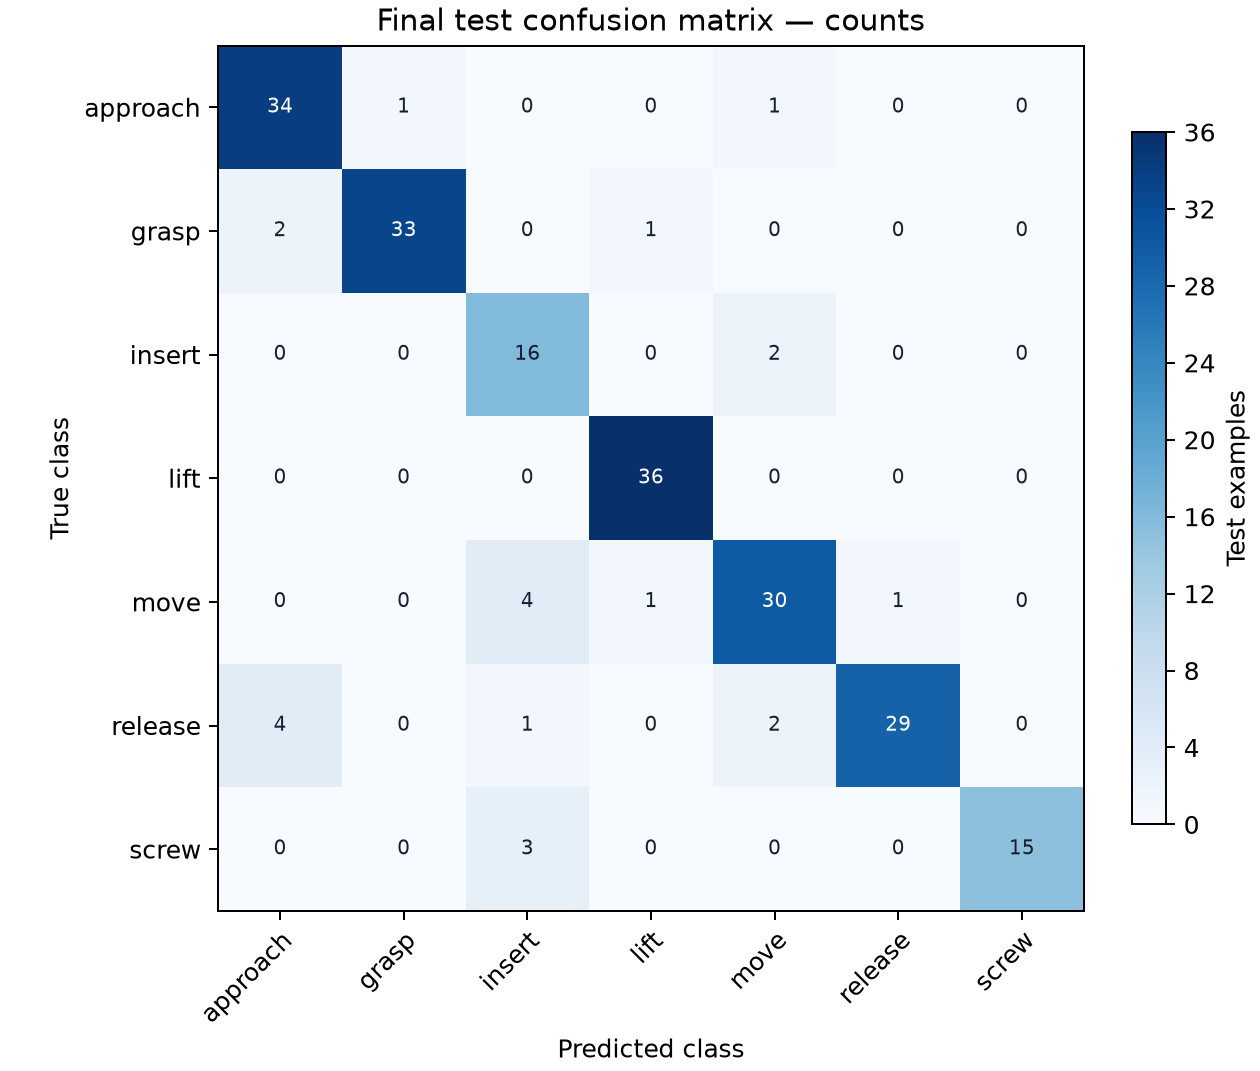 Final test confusion matrix — counts
approach 34 1 0 0 1 0 0
grasp 2 33 0 1 0 0 0
insert 0 0 16 0 2 0 0
lift 0 0 0 36 0 0 0
move 0 0 4 1 30 1 0
release 4 0 1 0 2 29 0
screw 0 0 3 0 0 0 15
approach grasp insert lift move release screw
Predicted class
True class
36
32
28
24
20
16
12
8
4
0
Test examples